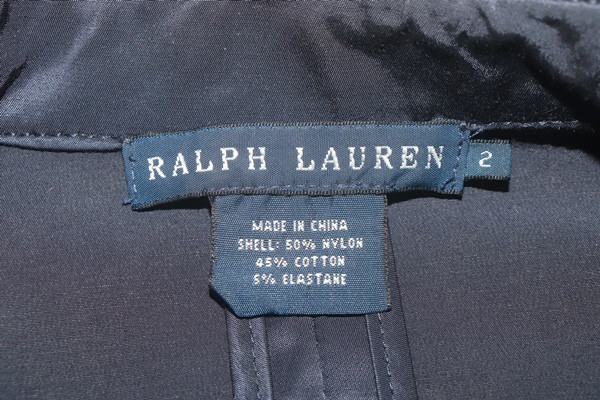 RALPH LAUREN 2
MADE IN CHINA
SHELL: 50% NYLON
45% COTTON
5% ELASTANE